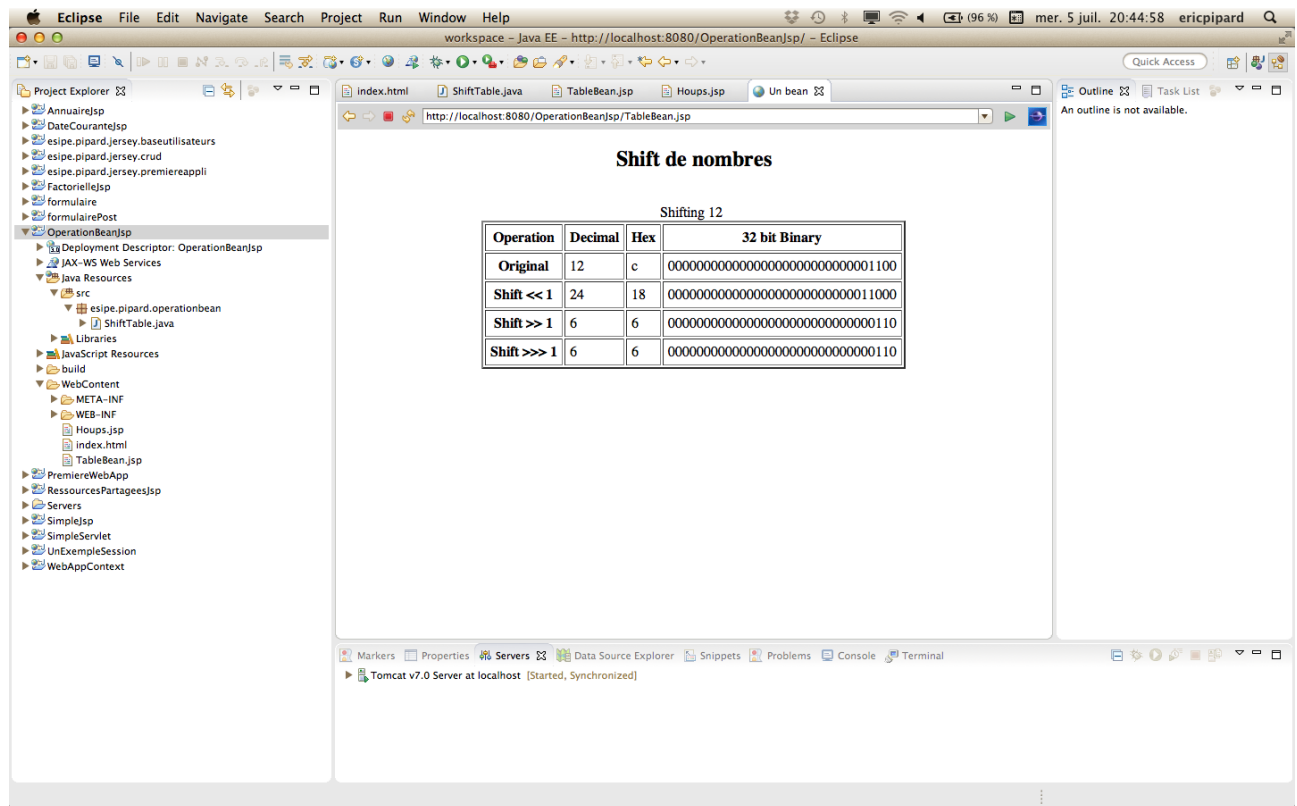 Eclipse File Edit Navigate Search Project Run Window Help (96 %) mer. 5 juil. 20:44:58 ericpipard
workspace – Java EE – http://localhost:8080/OperationBeanJsp/ – Eclipse
Quick Access
Project Explorer
AnnuaireJsp
DateCouranteJsp
esipe.pipard.jersey.baseutilisateurs
esipe.pipard.jersey.crud
esipe.pipard.jersey.premiereappli
FactorielleJsp
formulaire
formulairePost
OperationBeanJsp
Deployment Descriptor: OperationBeanJsp
JAX-WS Web Services
Java Resources
src
esipe.pipard.operationbean
ShiftTable.java
Libraries
JavaScript Resources
build
WebContent
META-INF
WEB-INF
Houps.jsp
index.html
TableBean.jsp
PremiereWebApp
RessourcesPartageesJsp
Servers
SimpleJsp
SimpleServlet
UnExempleSession
WebAppContext
index.html ShiftTable.java TableBean.jsp Houps.jsp Un bean
http://localhost:8080/OperationBeanJsp/TableBean.jsp
Shift de nombres
Shifting 12
Operation Decimal Hex 32 bit Binary
Original 12 c 00000000000000000000000000001100
Shift << 1 24 18 00000000000000000000000000011000
Shift >> 1 6 6 00000000000000000000000000000110
Shift >>> 1 6 6 00000000000000000000000000000110
Outline Task List
An outline is not available.
Markers Properties Servers Data Source Explorer Snippets Problems Console Terminal
Tomcat v7.0 Server at localhost [Started, Synchronized]